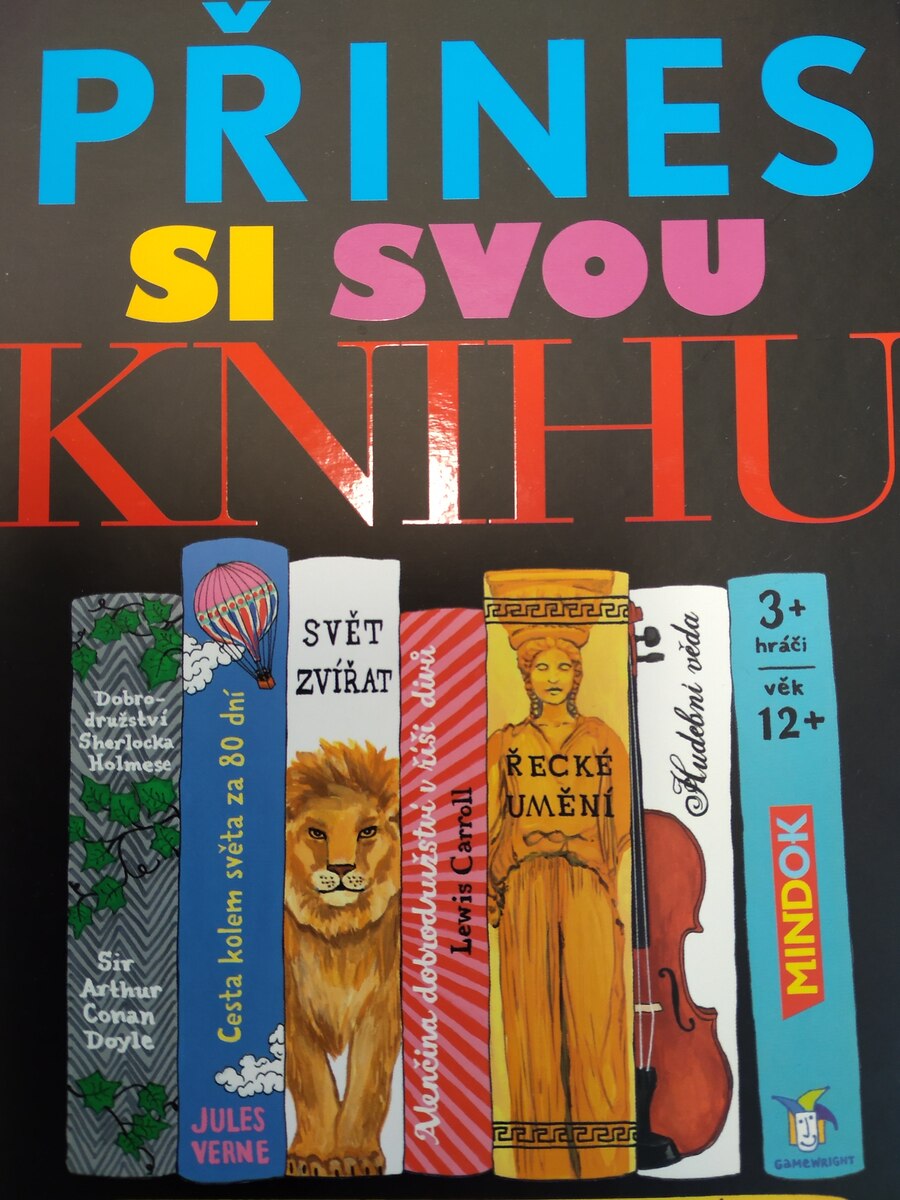 PŘINES
SI SVOU
KNIHU
Dobro-
družství
Sherlocka
Holmese
Sir
Arthur
Conan
Doyle
Cesta kolem světa za 80 dní
JULES
VERNE
SVĚT
ZVÍŘAT
Alenčina dobrodružství v říši divů
Lewis Carroll
ŘECKÉ
UMĚNÍ
Hudební věda
3+
hráči
věk
12+
MINDOK
GAMEWRIGHT